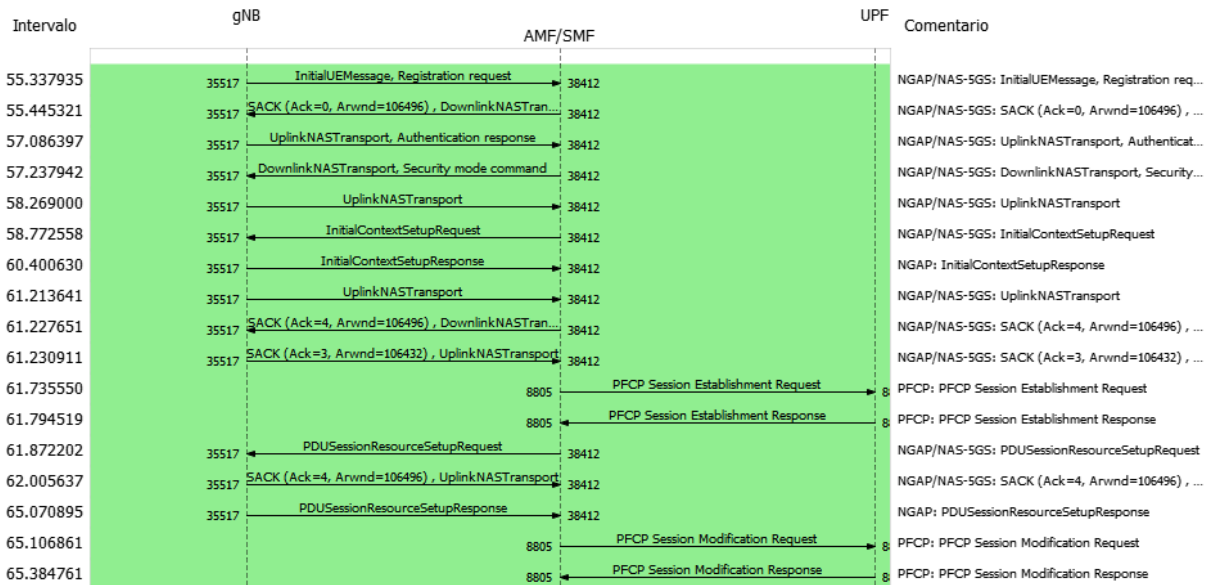 Intervalo gNB AMF/SMF UPF Comentario
55.337935 35517 InitialUEMessage, Registration request 38412 NGAP/NAS-5GS: InitialUEMessage, Registration req...
55.445321 35517 SACK (Ack=0, Arwnd=106496) , DownlinkNASTran... 38412 NGAP/NAS-5GS: SACK (Ack=0, Arwnd=106496) , ...
57.086397 35517 UplinkNASTransport, Authentication response 38412 NGAP/NAS-5GS: UplinkNASTransport, Authenticat...
57.237942 35517 DownlinkNASTransport, Security mode command 38412 NGAP/NAS-5GS: DownlinkNASTransport, Security...
58.269000 35517 UplinkNASTransport 38412 NGAP/NAS-5GS: UplinkNASTransport
58.772558 35517 InitialContextSetupRequest 38412 NGAP/NAS-5GS: InitialContextSetupRequest
60.400630 35517 InitialContextSetupResponse 38412 NGAP: InitialContextSetupResponse
61.213641 35517 UplinkNASTransport 38412 NGAP/NAS-5GS: UplinkNASTransport
61.227651 35517 SACK (Ack=4, Arwnd=106496) , DownlinkNASTran... 38412 NGAP/NAS-5GS: SACK (Ack=4, Arwnd=106496) , ...
61.230911 35517 SACK (Ack=3, Arwnd=106432) , UplinkNASTransport 38412 NGAP/NAS-5GS: SACK (Ack=3, Arwnd=106432) , ...
61.735550 8805 PFCP Session Establishment Request 8 PFCP: PFCP Session Establishment Request
61.794519 8805 PFCP Session Establishment Response 8 PFCP: PFCP Session Establishment Response
61.872202 35517 PDUSessionResourceSetupRequest 38412 NGAP/NAS-5GS: PDUSessionResourceSetupRequest
62.005637 35517 SACK (Ack=4, Arwnd=106496) , UplinkNASTransport 38412 NGAP/NAS-5GS: SACK (Ack=4, Arwnd=106496) , ...
65.070895 35517 PDUSessionResourceSetupResponse 38412 NGAP: PDUSessionResourceSetupResponse
65.106861 8805 PFCP Session Modification Request 8 PFCP: PFCP Session Modification Request
65.384761 8805 PFCP Session Modification Response 8 PFCP: PFCP Session Modification Response